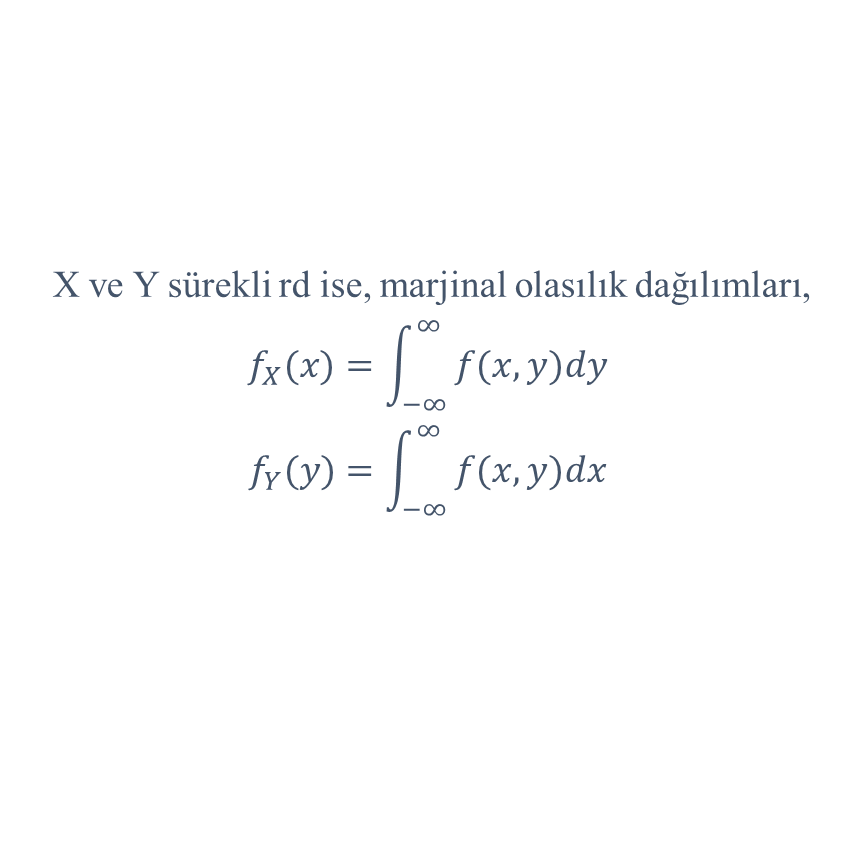 X ve Y sürekli rd ise, marjinal olasılık dağılımları,
f_X(x) = ∫_{-∞}^{∞} f(x, y)dy
f_Y(y) = ∫_{-∞}^{∞} f(x, y)dx